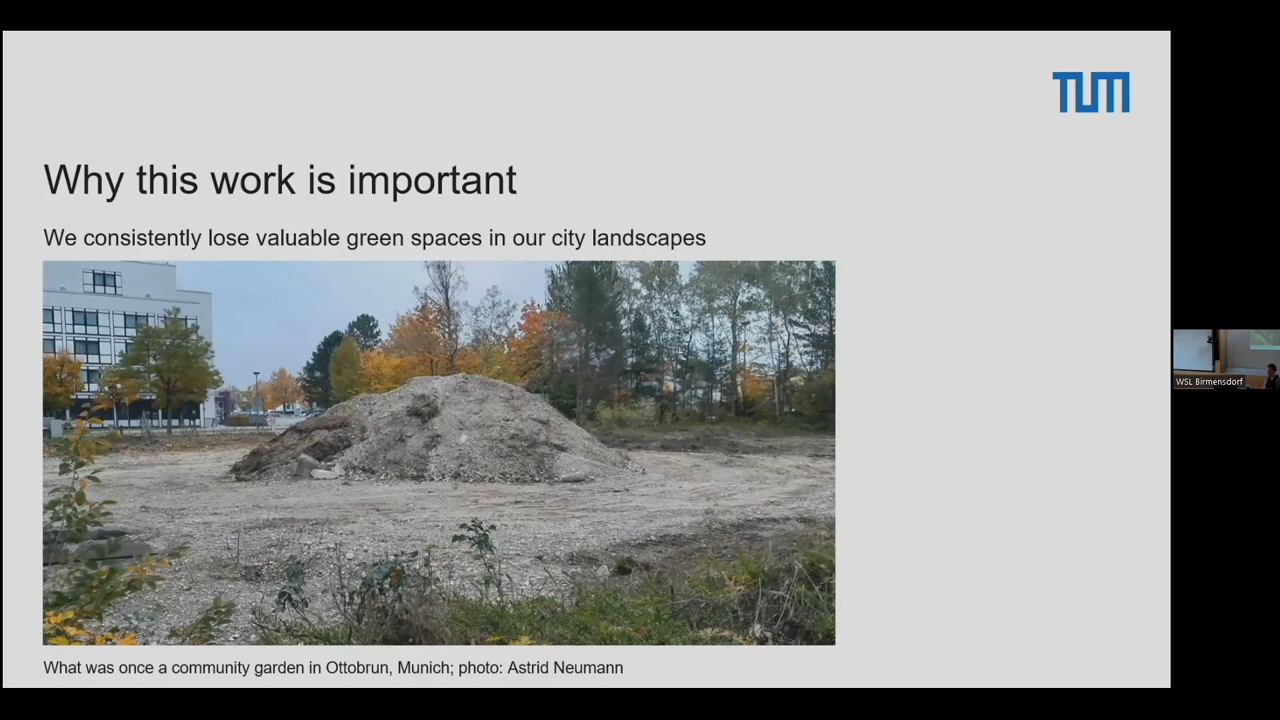 TUM
Why this work is important
We consistently lose valuable green spaces in our city landscapes
WSL Birmensdorf
What was once a community garden in Ottobrun, Munich; photo: Astrid Neumann